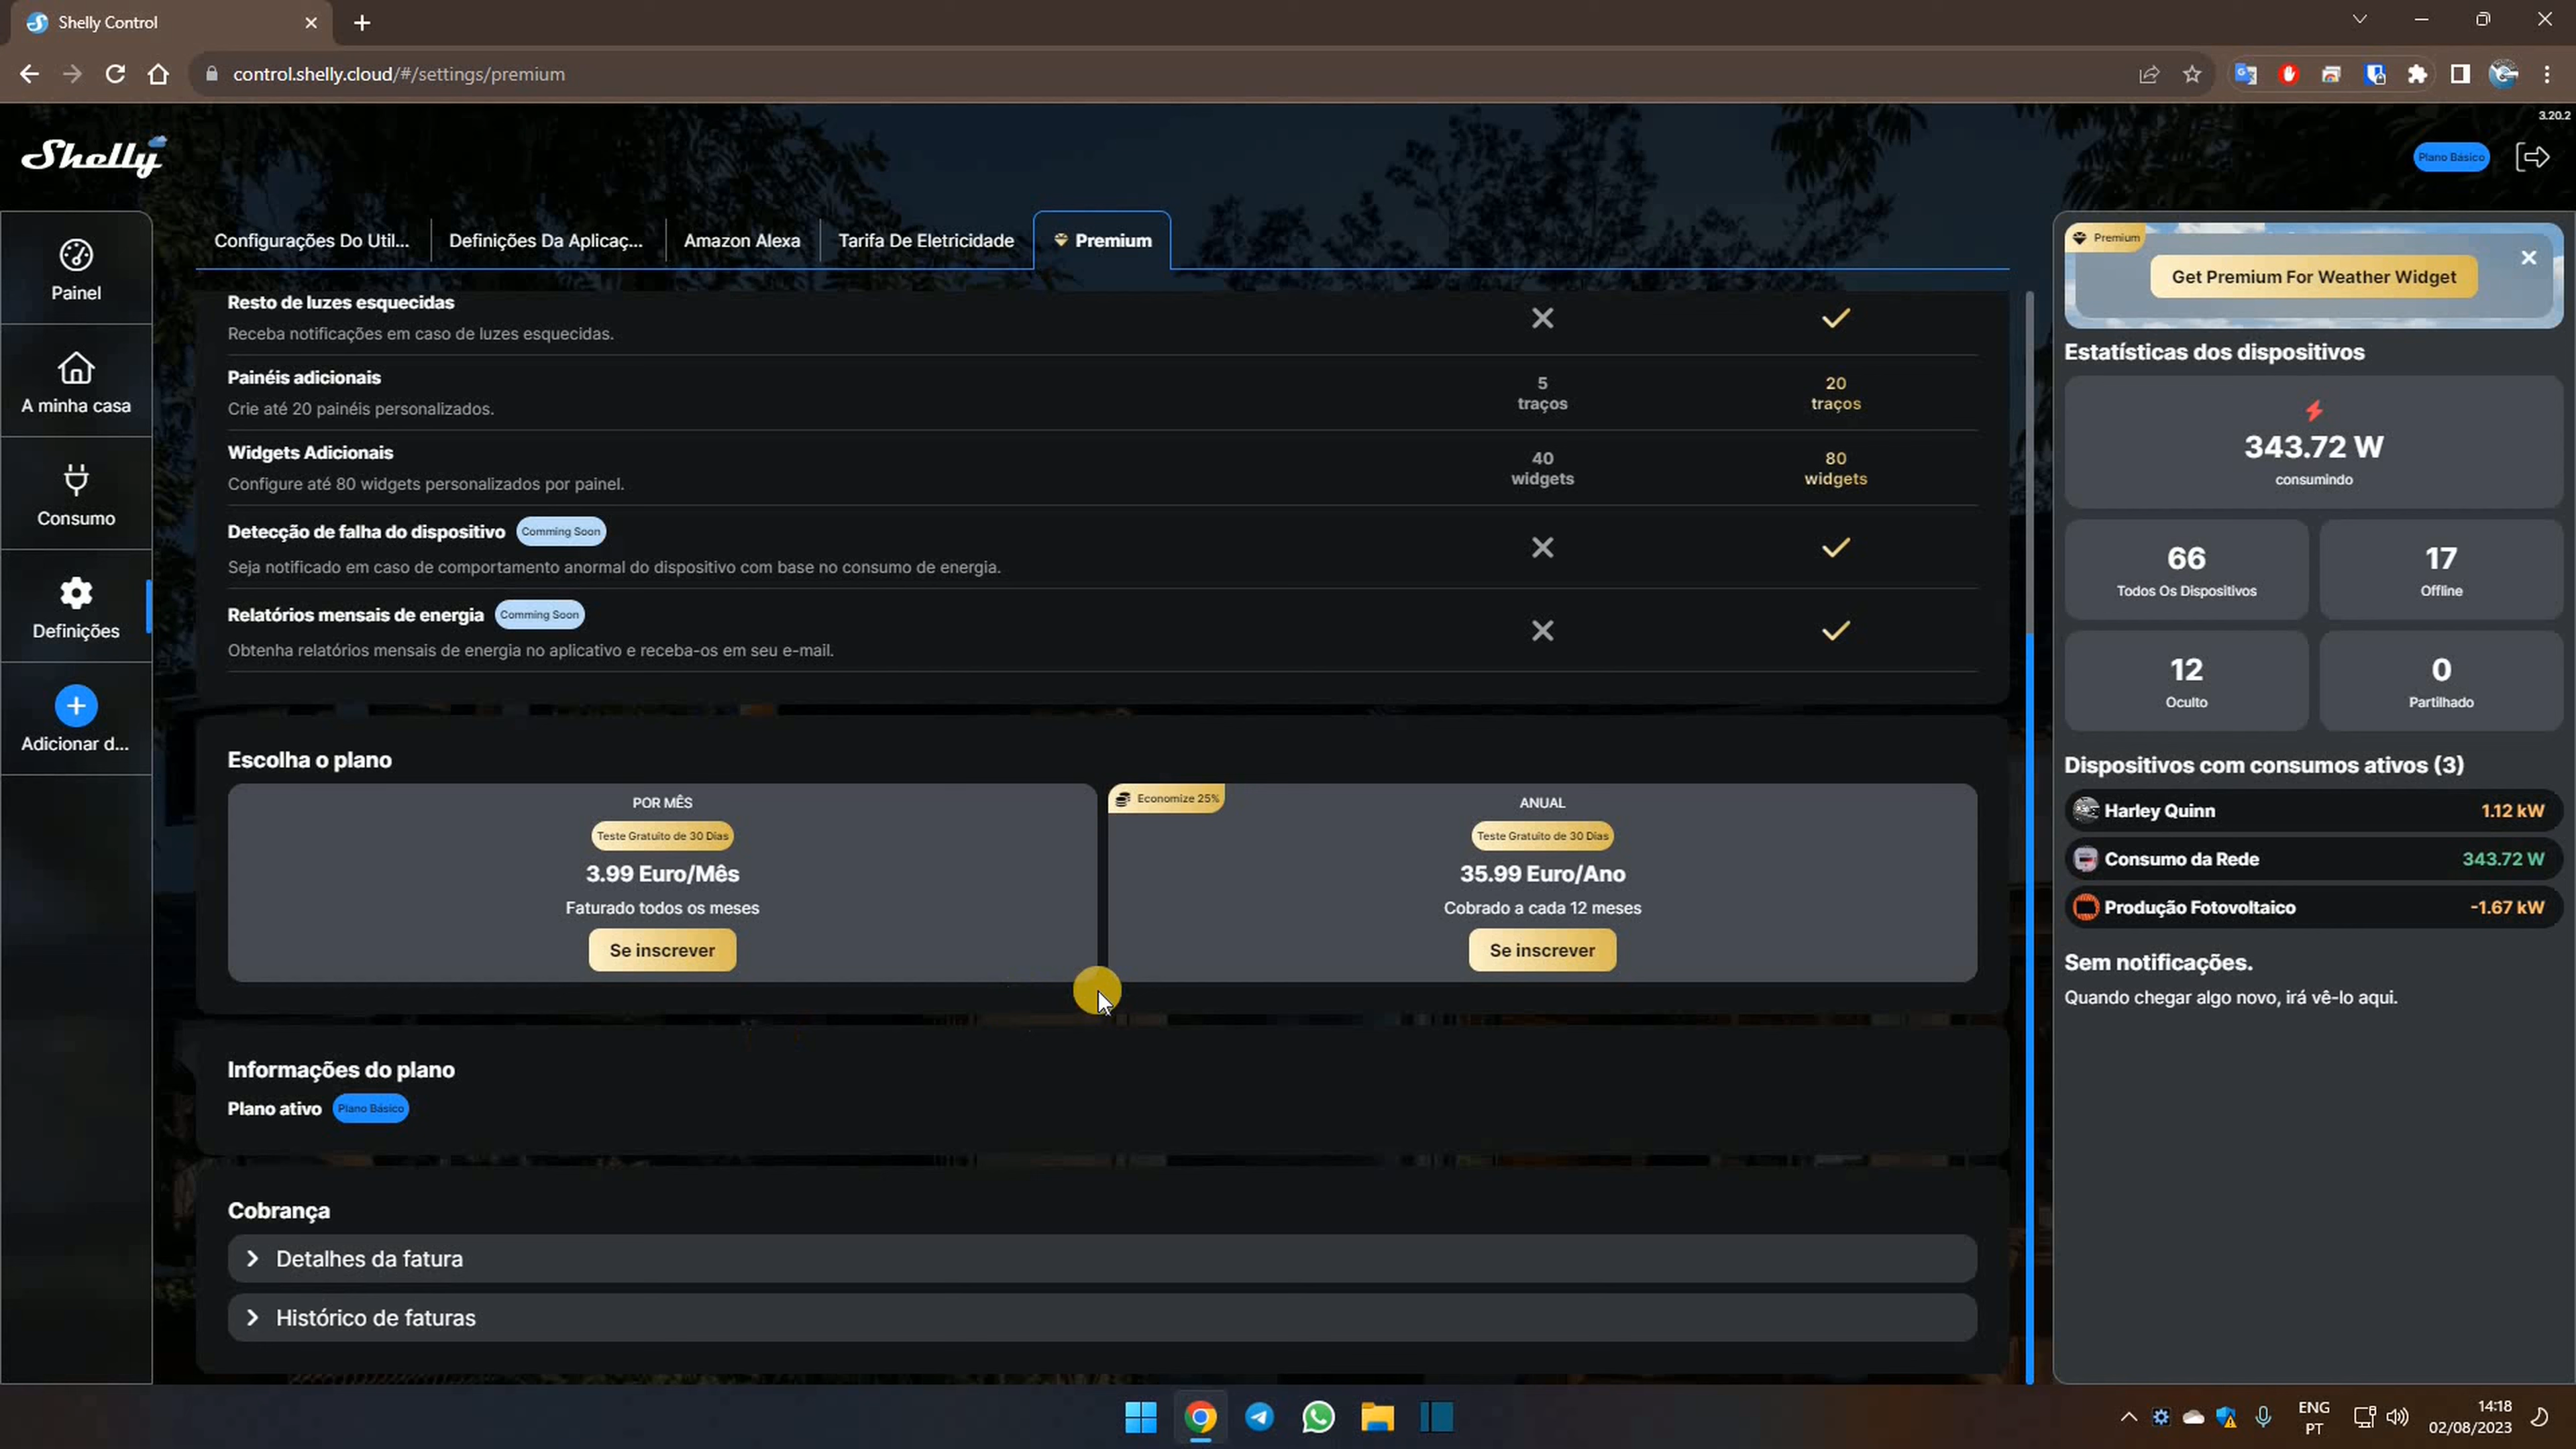 Shelly Control
control.shelly.cloud/#/settings/premium
3.20.2
Shelly
Plano Básico
Painel
A minha casa
Consumo
Definições
Adicionar d...
Configurações Do Util...
Definições Da Aplicaç...
Amazon Alexa
Tarifa De Eletricidade
Premium
Resto de luzes esquecidas
Receba notificações em caso de luzes esquecidas.
Painéis adicionais
Crie até 20 painéis personalizados.
5
traços
20
traços
Widgets Adicionais
Configure até 80 widgets personalizados por painel.
40
widgets
80
widgets
Detecção de falha do dispositivo Comming Soon
Seja notificado em caso de comportamento anormal do dispositivo com base no consumo de energia.
Relatórios mensais de energia Comming Soon
Obtenha relatórios mensais de energia no aplicativo e receba-os em seu e-mail.
Escolha o plano
POR MÊS
Teste Gratuito de 30 Dias
3.99 Euro/Mês
Faturado todos os meses
Se inscrever
Economize 25%
ANUAL
Teste Gratuito de 30 Dias
35.99 Euro/Ano
Cobrado a cada 12 meses
Se inscrever
Informações do plano
Plano ativo Plano Básico
Cobrança
Detalhes da fatura
Histórico de faturas
Premium
Get Premium For Weather Widget
Estatísticas dos dispositivos
343.72 W
consumindo
66
Todos Os Dispositivos
17
Offline
12
Oculto
0
Partilhado
Dispositivos com consumos ativos (3)
Harley Quinn 1.12 kW
Consumo da Rede 343.72 W
Produção Fotovoltaico -1.67 kW
Sem notificações.
Quando chegar algo novo, irá vê-lo aqui.
ENG
PT
14:18
02/08/2023